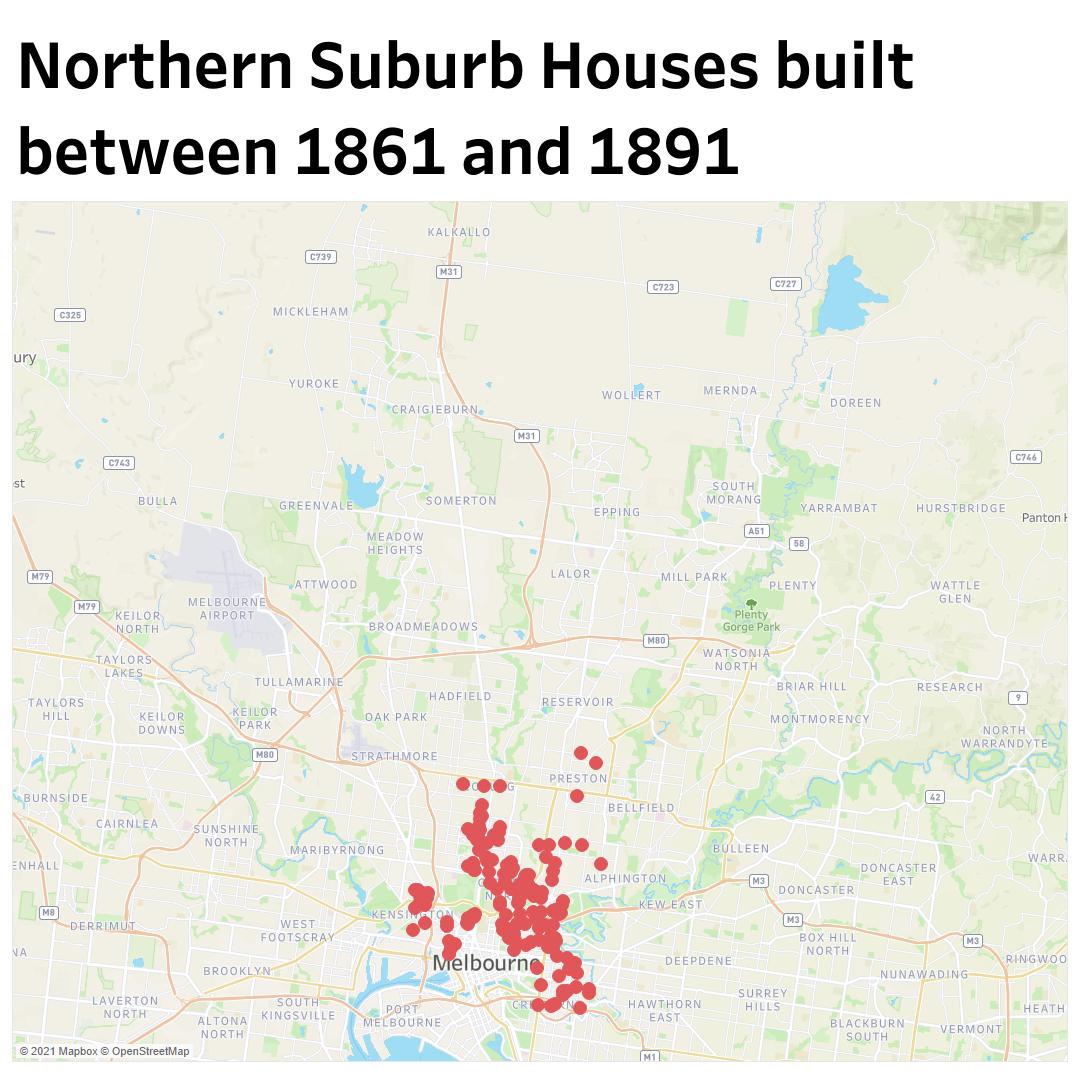 Northern Suburb Houses built
between 1861 and 1891
KALKALLO
C739
M31
C723
C727
C325
MICKLEHAM
ury
YUROKE
MERNDA
WOLLERT
CRAIGIEBURN
DOREEN
M31
C743
C746
st
SOUTH
MORANG
BULLA
GREENVALE
SOMERTON
EPPING
YARRAMBAT
HURSTBRIDGE
Panton H
A51
58
MEADOW
HEIGHTS
M79
LALOR
MILL PARK
ATTWOOD
PLENTY
WATTLE
GLEN
M79
MELBOURNE
AIRPORT
KEILOR
NORTH
Plenty
Gorge Park
BROADMEADOWS
M80
TAYLORS
LAKES
WATSONIA
NORTH
TULLAMARINE
BRIAR HILL
RESEARCH
HADFIELD
RESERVOIR
9
TAYLORS
HILL
KEILOR
DOWNS
KEILOR
PARK
OAK PARK
MONTMORENCY
NORTH
WARRANDYTE
M80
STRATHMORE
PRESTON
G
BURNSIDE
42
BELLFIELD
CAIRNLEA
SUNSHINE
NORTH
MARIBYRNONG
BULLEEN
ENHALL
WARR
DONCASTER
EAST
ALPHINGTON
M3
DONCASTER
N
KEW EAST
M8
KENSINGTON
M3
DERRIMUT
WEST
FOOTSCRAY
BOX HILL
NORTH
M3
NA
Melbourne
DEEPDENE
RINGWOO
BROOKLYN
NUNAWADING
LAVERTON
NORTH
SOUTH
KINGSVILLE
PORT
MELBOURNE
CRE
N
HAWTHORN
EAST
SURREY
HILLS
HEATH
ALTONA
NORTH
BLACKBURN
SOUTH
VERMONT
M1
© 2021 Mapbox © OpenStreetMap